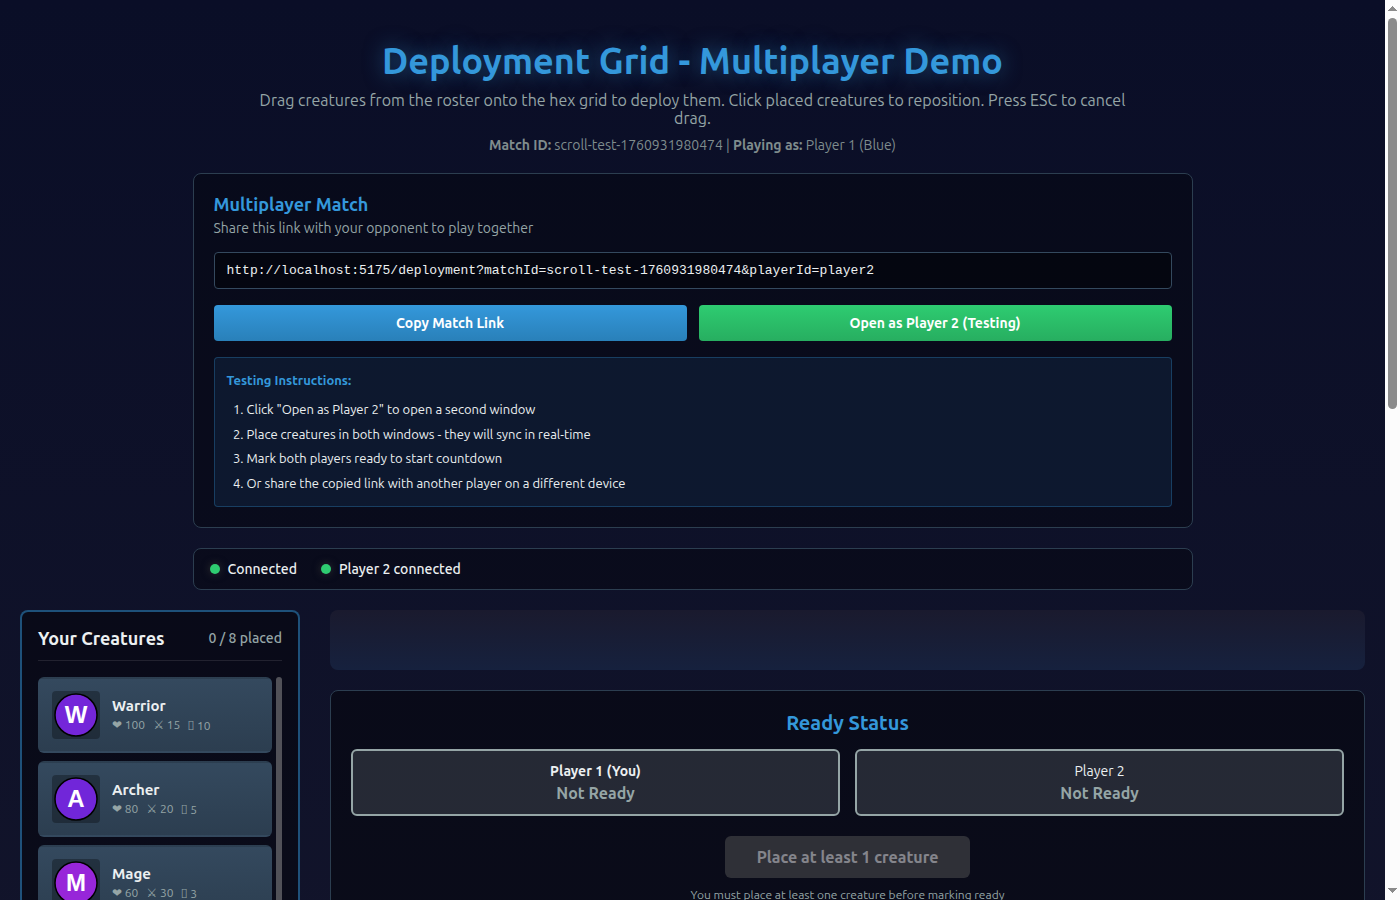 Deployment Grid - Multiplayer Demo
Drag creatures from the roster onto the hex grid to deploy them. Click placed creatures to reposition. Press ESC to cancel
drag.
Match ID: scroll-test-1760931980474 | Playing as: Player 1 (Blue)
Multiplayer Match
Share this link with your opponent to play together
http://localhost:5175/deployment?matchId=scroll-test-1760931980474&playerId=player2
Copy Match Link
Open as Player 2 (Testing)
Testing Instructions:
1. Click "Open as Player 2" to open a second window
2. Place creatures in both windows - they will sync in real-time
3. Mark both players ready to start countdown
4. Or share the copied link with another player on a different device
Connected
Player 2 connected
Your Creatures
0 / 8 placed
W
Warrior
❤ 100 ⚔ 15 10
A
Archer
❤ 80 ⚔ 20 5
M
Mage
❤ 60 ⚔ 30 3
Ready Status
Player 1 (You)
Not Ready
Player 2
Not Ready
Place at least 1 creature
You must place at least one creature before marking ready